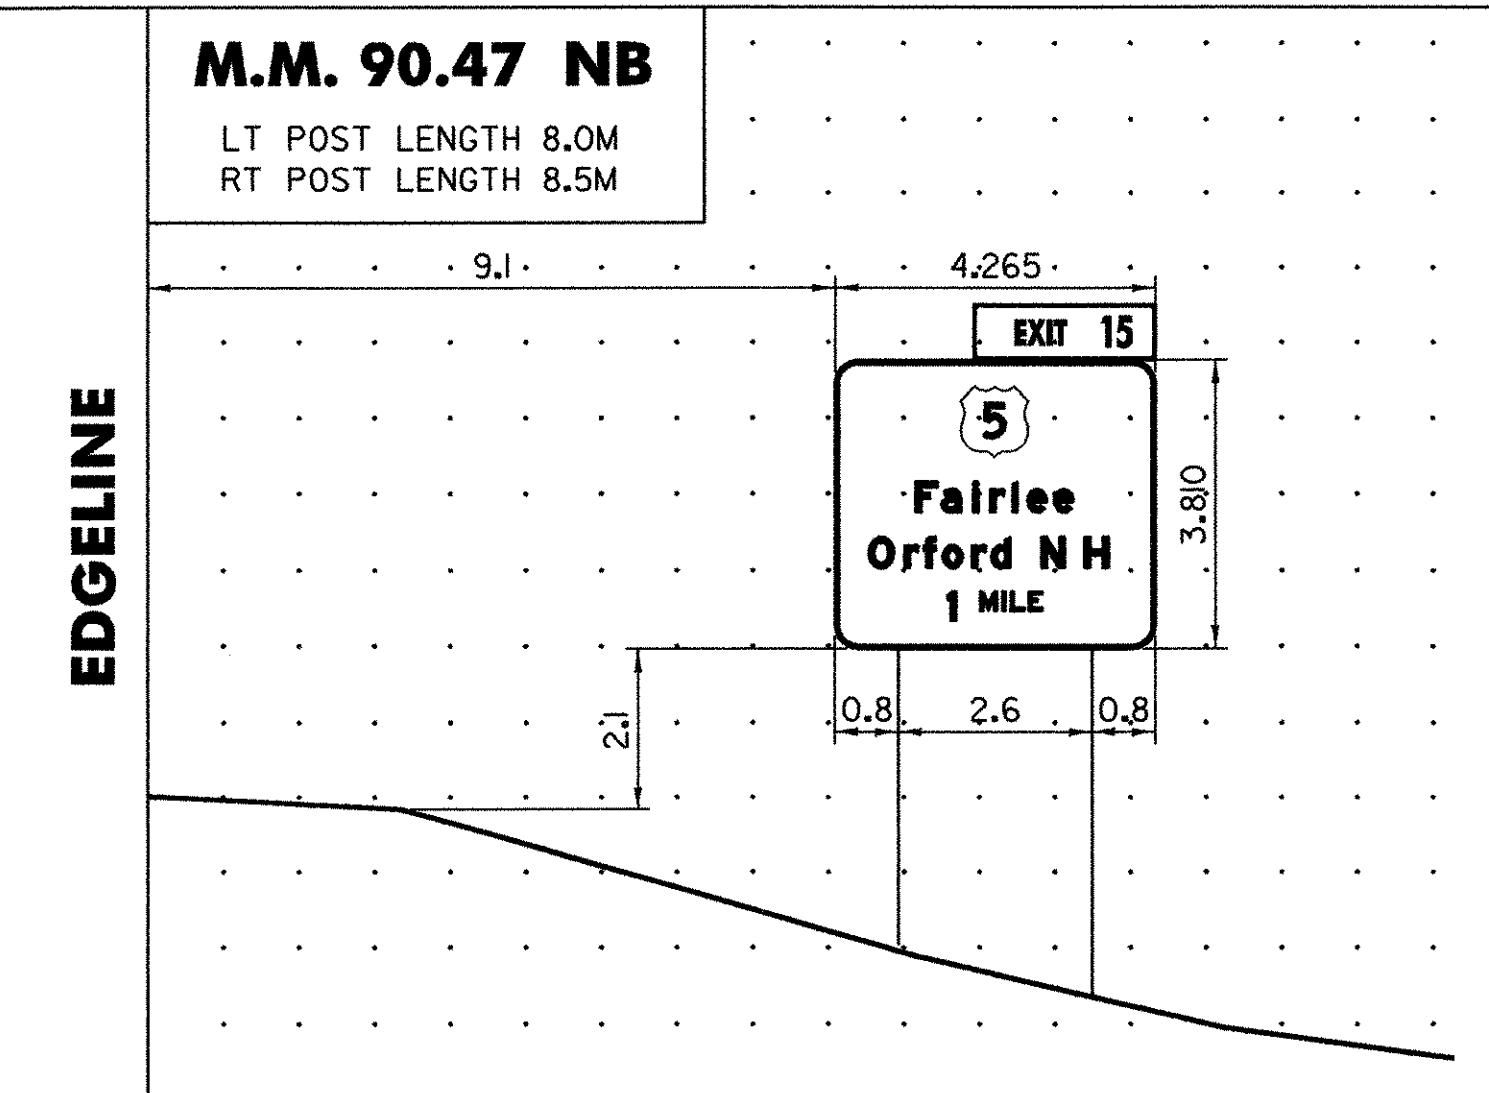 M.M. 90.47 NB
LT POST LENGTH 8.0M
RT POST LENGTH 8.5M
9.1
4.265
EXIT 15
5
Fairlee
Orford N H
1 MILE
3.810
EDGELINE
2.1
0.8
2.6
0.8